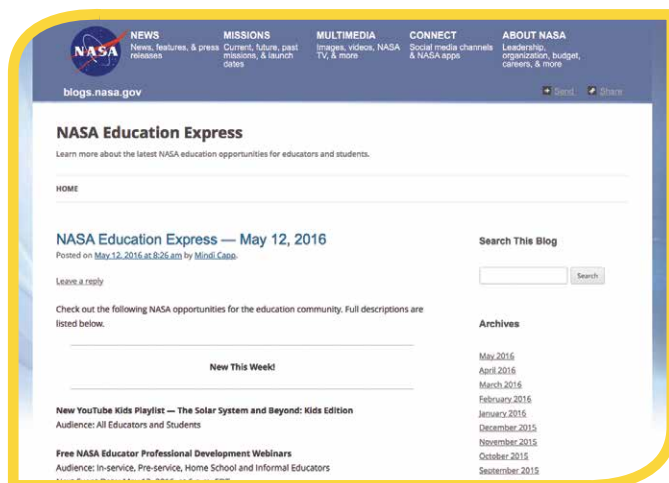 NASA
NEWS
News, features, & press releases
MISSIONS
Current, future, past missions, & launch dates
MULTIMEDIA
Images, videos, NASA TV, & more
CONNECT
Social media channels & NASA apps
ABOUT NASA
Leadership, organization, budget, careers, & more
blogs.nasa.gov
Send
Share
NASA Education Express
Learn more about the latest NASA education opportunities for educators and students.
HOME
NASA Education Express — May 12, 2016
Posted on May 12, 2016 at 8:26 am by Mindi Capp.
Leave a reply
Check out the following NASA opportunities for the education community. Full descriptions are
listed below.
New This Week!
New YouTube Kids Playlist — The Solar System and Beyond: Kids Edition
Audience: All Educators and Students
Free NASA Educator Professional Development Webinars
Audience: In-service, Pre-service, Home School and Informal Educators
Search This Blog
Search
Archives
May 2016
April 2016
March 2016
February 2016
January 2016
December 2015
November 2015
October 2015
September 2015